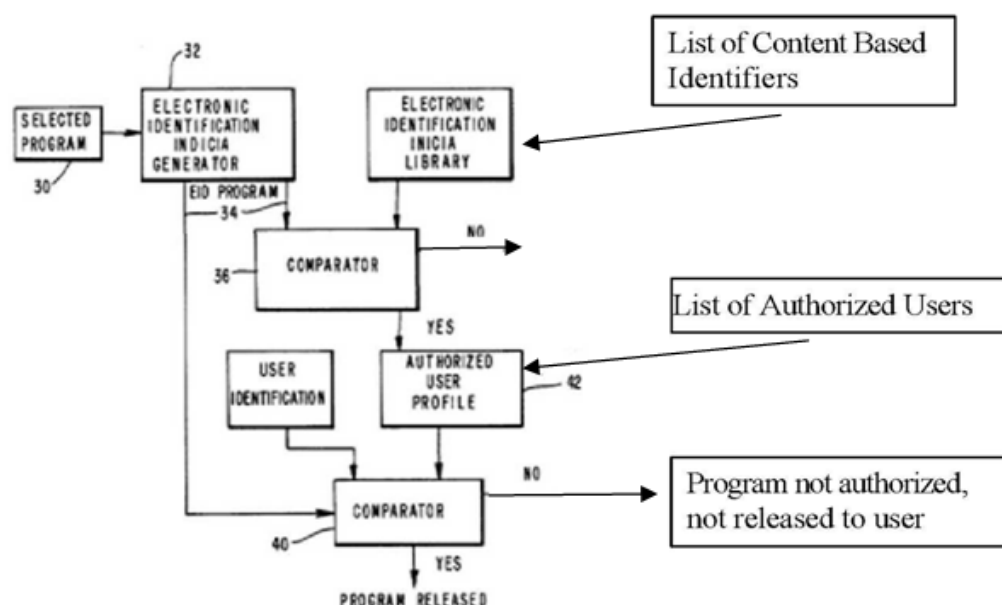 List of Content Based
Identifiers
32
SELECTED
PROGRAM
30
ELECTRONIC
IDENTIFICATION
INDICIA
GENERATOR
ELECTRONIC
IDENTIFICATION
INICIA
LIBRARY
EID PROGRAM
34
NO
36
COMPARATOR
List of Authorized Users
YES
USER
IDENTIFICATION
AUTHORIZED
USER
PROFILE
42
NO
Program not authorized,
not released to user
COMPARATOR
40
YES
PROGRAM RELEASED